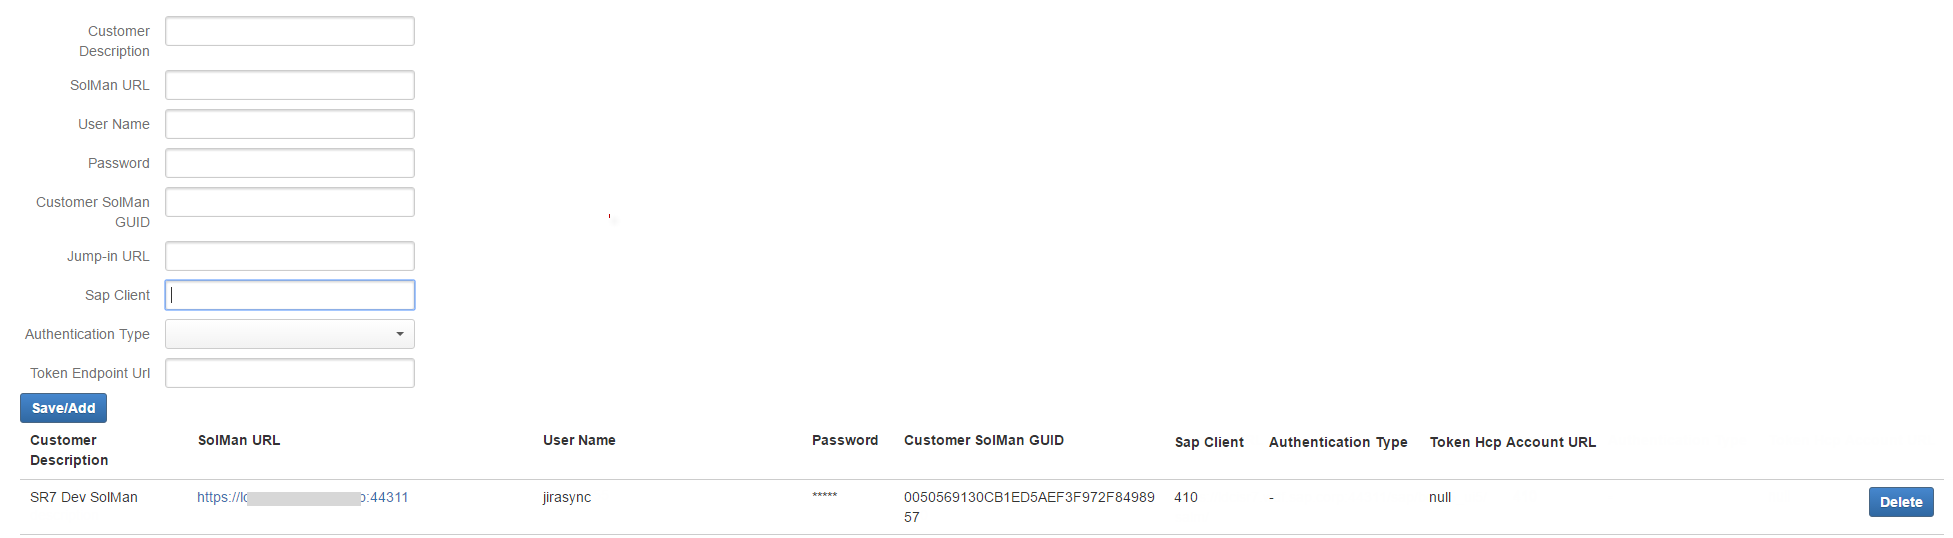 Customer
Description
SolMan URL
User Name
Password
Customer SolMan
GUID
Jump-in URL
Sap Client
Authentication Type
Token Endpoint Url
Save/Add
Customer Description SolMan URL User Name Password Customer SolMan GUID Sap Client Authentication Type Token Hcp Account URL
SR7 Dev SolMan https:// :44311 jirasync ***** 0050569130CB1ED5AEF3F972F84989 410 - null Delete
57